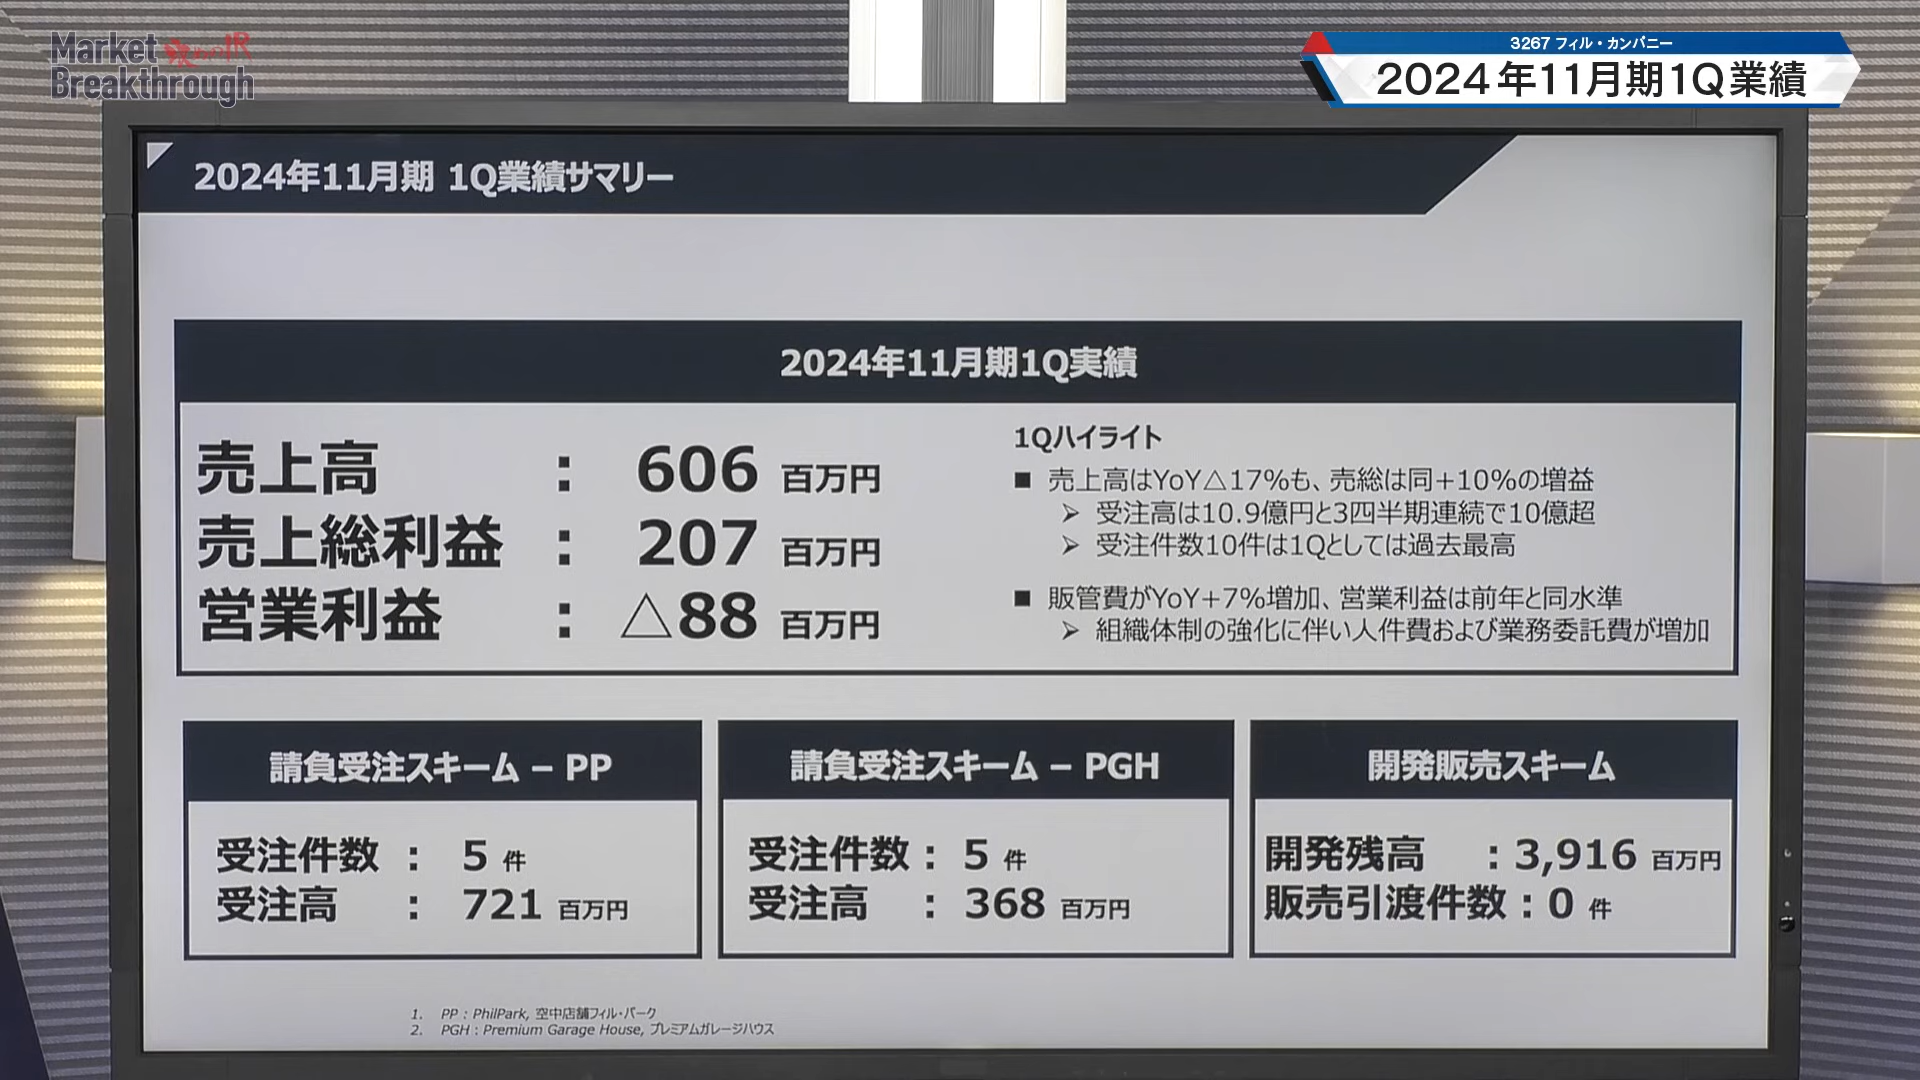 Market
Breakthrough
3267 フィル・カンパニー
2024年11月期1Q業績
2024年11月期 1Q業績サマリー
2024年11月期1Q実績
売上高 : 606 百万円
売上総利益 : 207 百万円
営業利益 : △88 百万円
1Qハイライト
■ 売上高はYoY△17%も、売総は同+10%の増益
➢ 受注高は10.9億円と3四半期連続で10億超
➢ 受注件数10件は1Qとしては過去最高
■ 販管費がYoY+7%増加、営業利益は前年と同水準
➢ 組織体制の強化に伴い人件費および業務委託費が増加
請負受注スキーム – PP
受注件数 : 5 件
受注高 : 721 百万円
請負受注スキーム – PGH
受注件数 : 5 件
受注高 : 368 百万円
開発販売スキーム
開発残高 : 3,916 百万円
販売引渡件数 : 0 件
1. PP : PhilPark, 空中店舗フィル・パーク
2. PGH : Premium Garage House, プレミアムガレージハウス